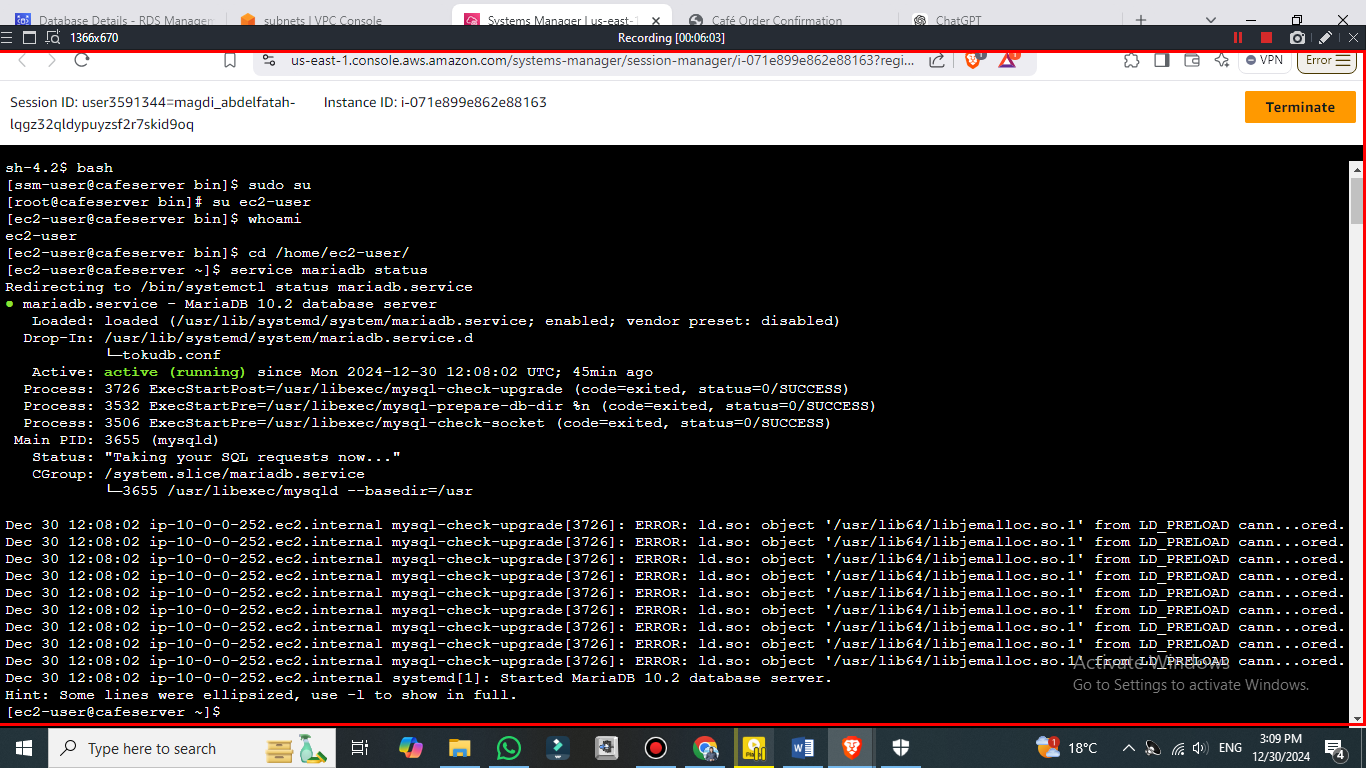 Database Details - RDS Managem
subnets | VPC Console
Systems Manager | us-east-1
Café Order Confirmation
ChatGPT
1366x670
Recording [00:06:03]
us-east-1.console.aws.amazon.com/systems-manager/session-manager/i-071e899e862e88163?regi...
VPN
Error
Session ID: user3591344=magdi_abdelfatah-
lqgz32qldypuyzsf2r7skid9oq
Instance ID: i-071e899e862e88163
Terminate
sh-4.2$ bash
[ssm-user@cafeserver bin]$ sudo su
[root@cafeserver bin]# su ec2-user
[ec2-user@cafeserver bin]$ whoami
ec2-user
[ec2-user@cafeserver bin]$ cd /home/ec2-user/
[ec2-user@cafeserver ~]$ service mariadb status
Redirecting to /bin/systemctl status mariadb.service
● mariadb.service - MariaDB 10.2 database server
Loaded: loaded (/usr/lib/systemd/system/mariadb.service; enabled; vendor preset: disabled)
Drop-In: /usr/lib/systemd/system/mariadb.service.d
└─tokudb.conf
Active: active (running) since Mon 2024-12-30 12:08:02 UTC; 45min ago
Process: 3726 ExecStartPost=/usr/libexec/mysql-check-upgrade (code=exited, status=0/SUCCESS)
Process: 3532 ExecStartPre=/usr/libexec/mysql-prepare-db-dir %n (code=exited, status=0/SUCCESS)
Process: 3506 ExecStartPre=/usr/libexec/mysql-check-socket (code=exited, status=0/SUCCESS)
Main PID: 3655 (mysqld)
Status: "Taking your SQL requests now..."
CGroup: /system.slice/mariadb.service
└─3655 /usr/libexec/mysqld --basedir=/usr
Dec 30 12:08:02 ip-10-0-0-252.ec2.internal mysql-check-upgrade[3726]: ERROR: ld.so: object '/usr/lib64/libjemalloc.so.1' from LD_PRELOAD cann...ored.
Dec 30 12:08:02 ip-10-0-0-252.ec2.internal mysql-check-upgrade[3726]: ERROR: ld.so: object '/usr/lib64/libjemalloc.so.1' from LD_PRELOAD cann...ored.
Dec 30 12:08:02 ip-10-0-0-252.ec2.internal mysql-check-upgrade[3726]: ERROR: ld.so: object '/usr/lib64/libjemalloc.so.1' from LD_PRELOAD cann...ored.
Dec 30 12:08:02 ip-10-0-0-252.ec2.internal mysql-check-upgrade[3726]: ERROR: ld.so: object '/usr/lib64/libjemalloc.so.1' from LD_PRELOAD cann...ored.
Dec 30 12:08:02 ip-10-0-0-252.ec2.internal mysql-check-upgrade[3726]: ERROR: ld.so: object '/usr/lib64/libjemalloc.so.1' from LD_PRELOAD cann...ored.
Dec 30 12:08:02 ip-10-0-0-252.ec2.internal mysql-check-upgrade[3726]: ERROR: ld.so: object '/usr/lib64/libjemalloc.so.1' from LD_PRELOAD cann...ored.
Dec 30 12:08:02 ip-10-0-0-252.ec2.internal mysql-check-upgrade[3726]: ERROR: ld.so: object '/usr/lib64/libjemalloc.so.1' from LD_PRELOAD cann...ored.
Dec 30 12:08:02 ip-10-0-0-252.ec2.internal mysql-check-upgrade[3726]: ERROR: ld.so: object '/usr/lib64/libjemalloc.so.1' from LD_PRELOAD cann...ored.
Dec 30 12:08:02 ip-10-0-0-252.ec2.internal mysql-check-upgrade[3726]: ERROR: ld.so: object '/usr/lib64/libjemalloc.so.1' from LD_PRELOAD cann...ored.
Dec 30 12:08:02 ip-10-0-0-252.ec2.internal systemd[1]: Started MariaDB 10.2 database server.
Hint: Some lines were ellipsized, use -l to show in full.
[ec2-user@cafeserver ~]$
Activate Windows
Go to Settings to activate Windows.
Type here to search
18°C
ENG
3:09 PM
12/30/2024
4